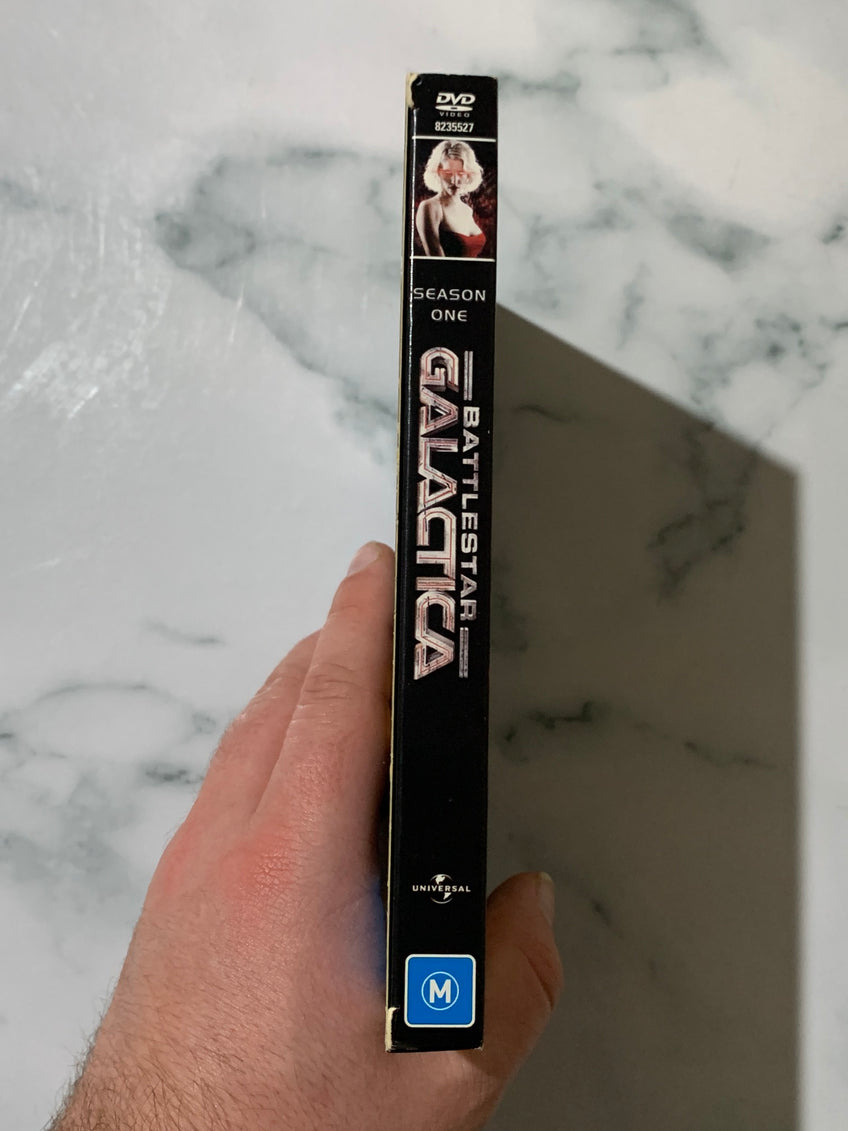 DVD
VIDEO
8235527
SEASON
ONE
BATTLESTAR
GALACTICA
UNIVERSAL
M